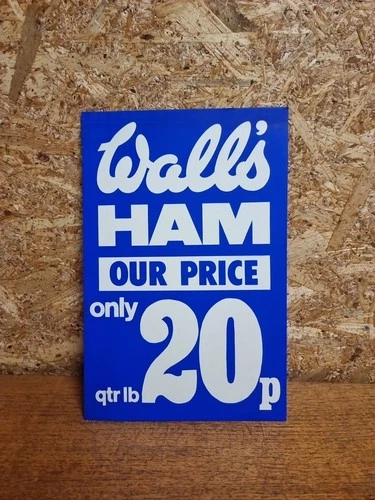 Wall's
HAM
OUR PRICE
only
20p
qtr lb